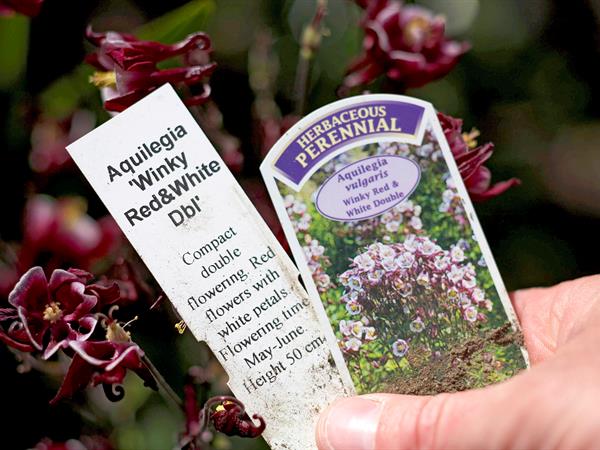 Aquilegia
'Winky
Red&White
Dbl'
Compact
double
flowering. Red
flowers with
white petals.
Flowering time
May-June.
Height 50 cm.
HERBACEOUS
PERENNIAL
Aquilegia
vulgaris
Winky Red &
White Double